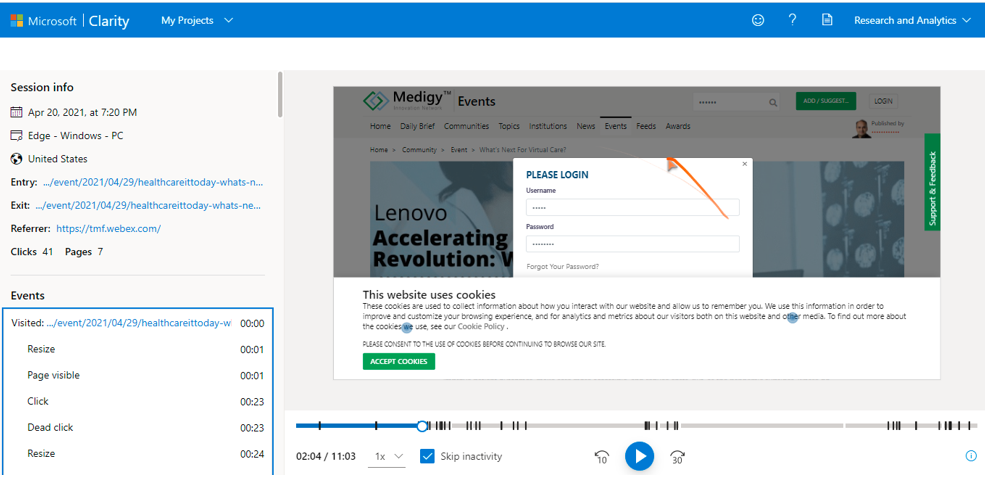 Microsoft | Clarity
My Projects
Research and Analytics
Session info
Apr 20, 2021, at 7:20 PM
Edge - Windows - PC
United States
Entry: .../event/2021/04/29/healthcareittoday-whats-n...
Exit: .../event/2021/04/29/healthcareittoday-whats-ne...
Referrer: https://tmf.webex.com/
Clicks 41 Pages 7
Events
Visited: .../event/2021/04/29/healthcareittoday-w 00:00
Resize 00:01
Page visible 00:01
Click 00:23
Dead click 00:23
Resize 00:24
Medigy™ Events
ADD / SUGGEST...
LOGIN
Home Daily Brief Communities Topics Institutions News Events Feeds Awards
Published by
Home > Community > Event > What's Next For Virtual Care?
Lenovo
Accelerating
Revolution: W
PLEASE LOGIN
Username
•••••
Password
••••••••
Forgot Your Password?
Support & Feedback
This website uses cookies
These cookies are used to collect information about how you interact with our website and allow us to remember you. We use this information in order to
improve and customize your browsing experience, and for analytics and metrics about our visitors both on this website and other media. To find out more about
the cookies we use, see our Cookie Policy .
PLEASE CONSENT TO THE USE OF COOKIES BEFORE CONTINUING TO BROWSE OUR SITE.
ACCEPT COOKIES
02:04 / 11:03
1x
Skip inactivity
10
30